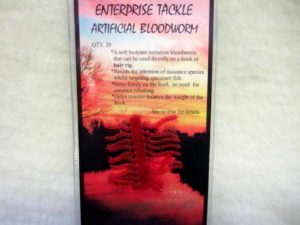 ENTERPRISE TACKLE
ARTIFICIAL BLOODWORM
QTY. 20
*A soft buoyant imitation bloodworm
that can be used directly on a hook or
hair rig.
*Resists the attention of nuisance species
whilst targeting specimen fish.
*Stays firmly on the hook, no need for
constant rebaiting.
*Helps counter balance the weight of the
hook.
See reverse for details.